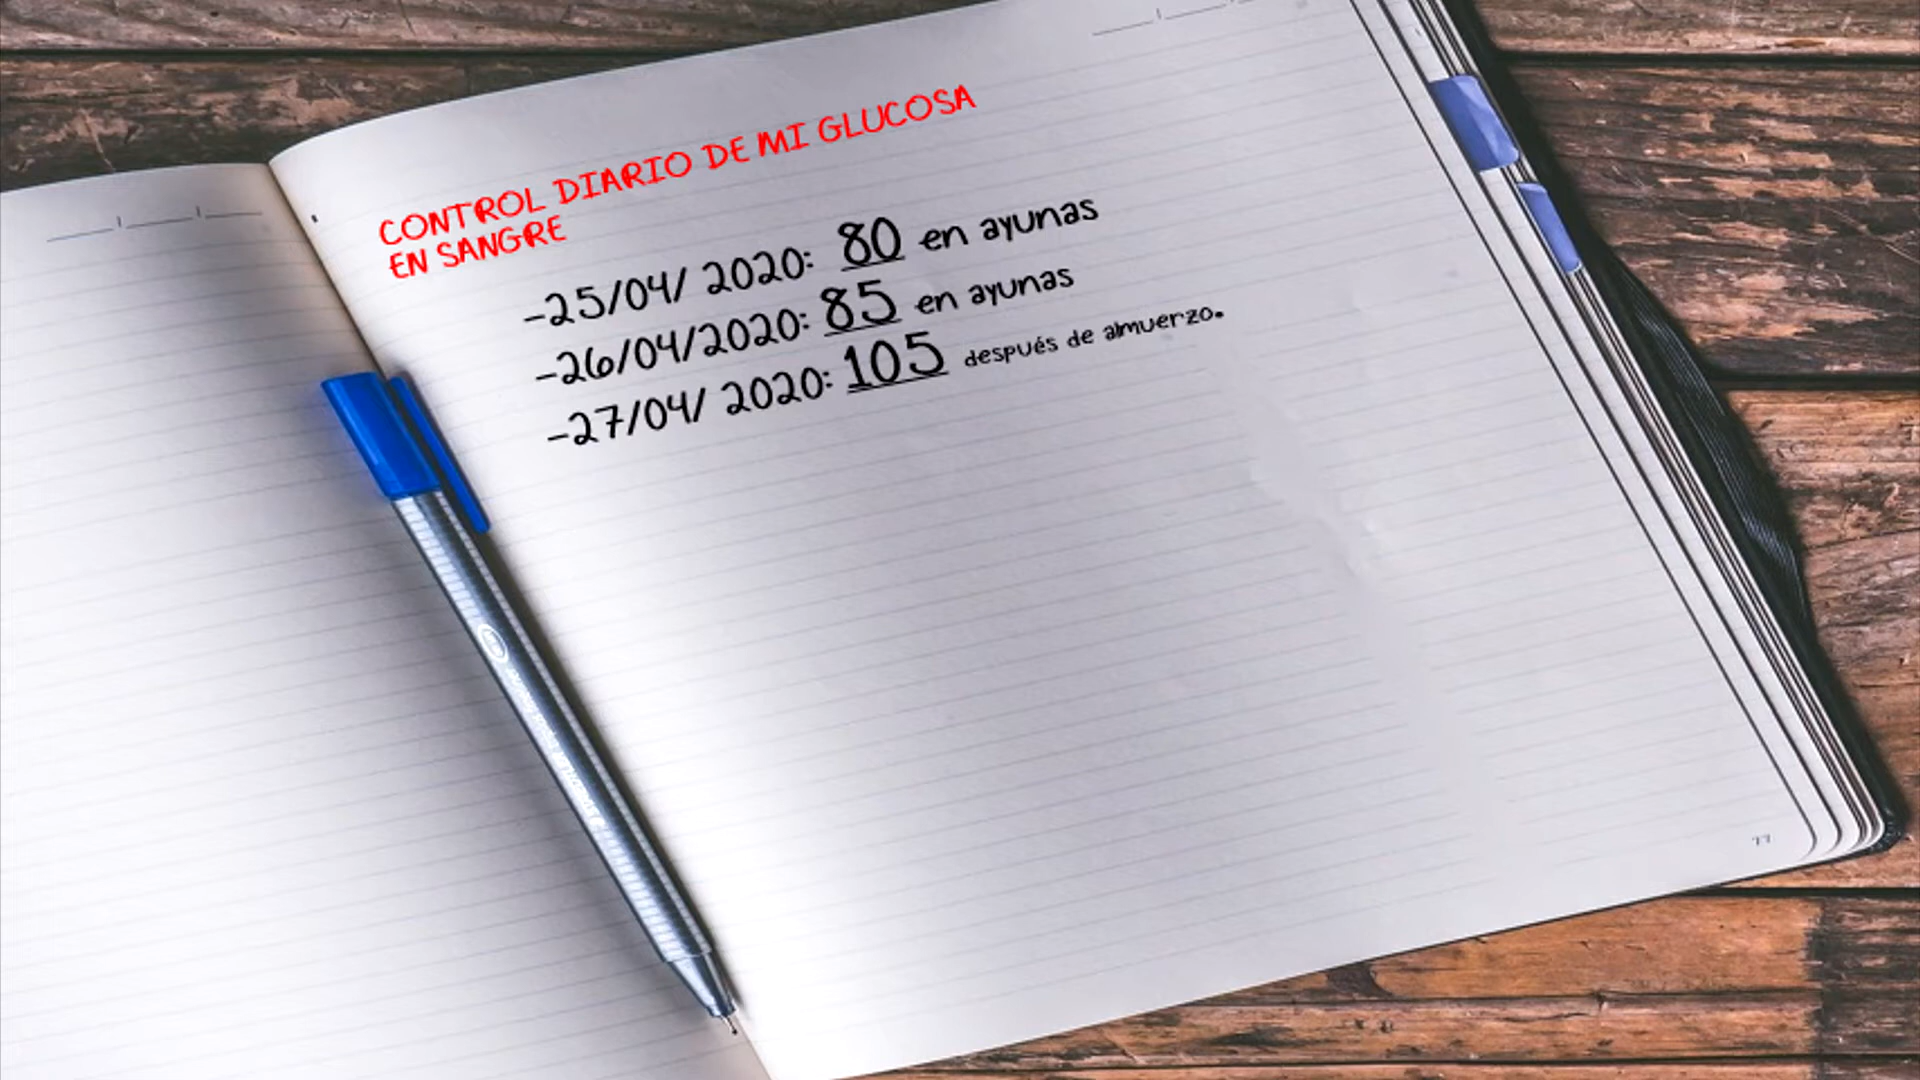 CONTROL DIARIO DE MI GLUCOSA
EN SANGRE
-25/04/ 2020: 80 en ayunas
-26/04/2020: 85 en ayunas
-27/04/ 2020: 105 después de almuerzo.
77